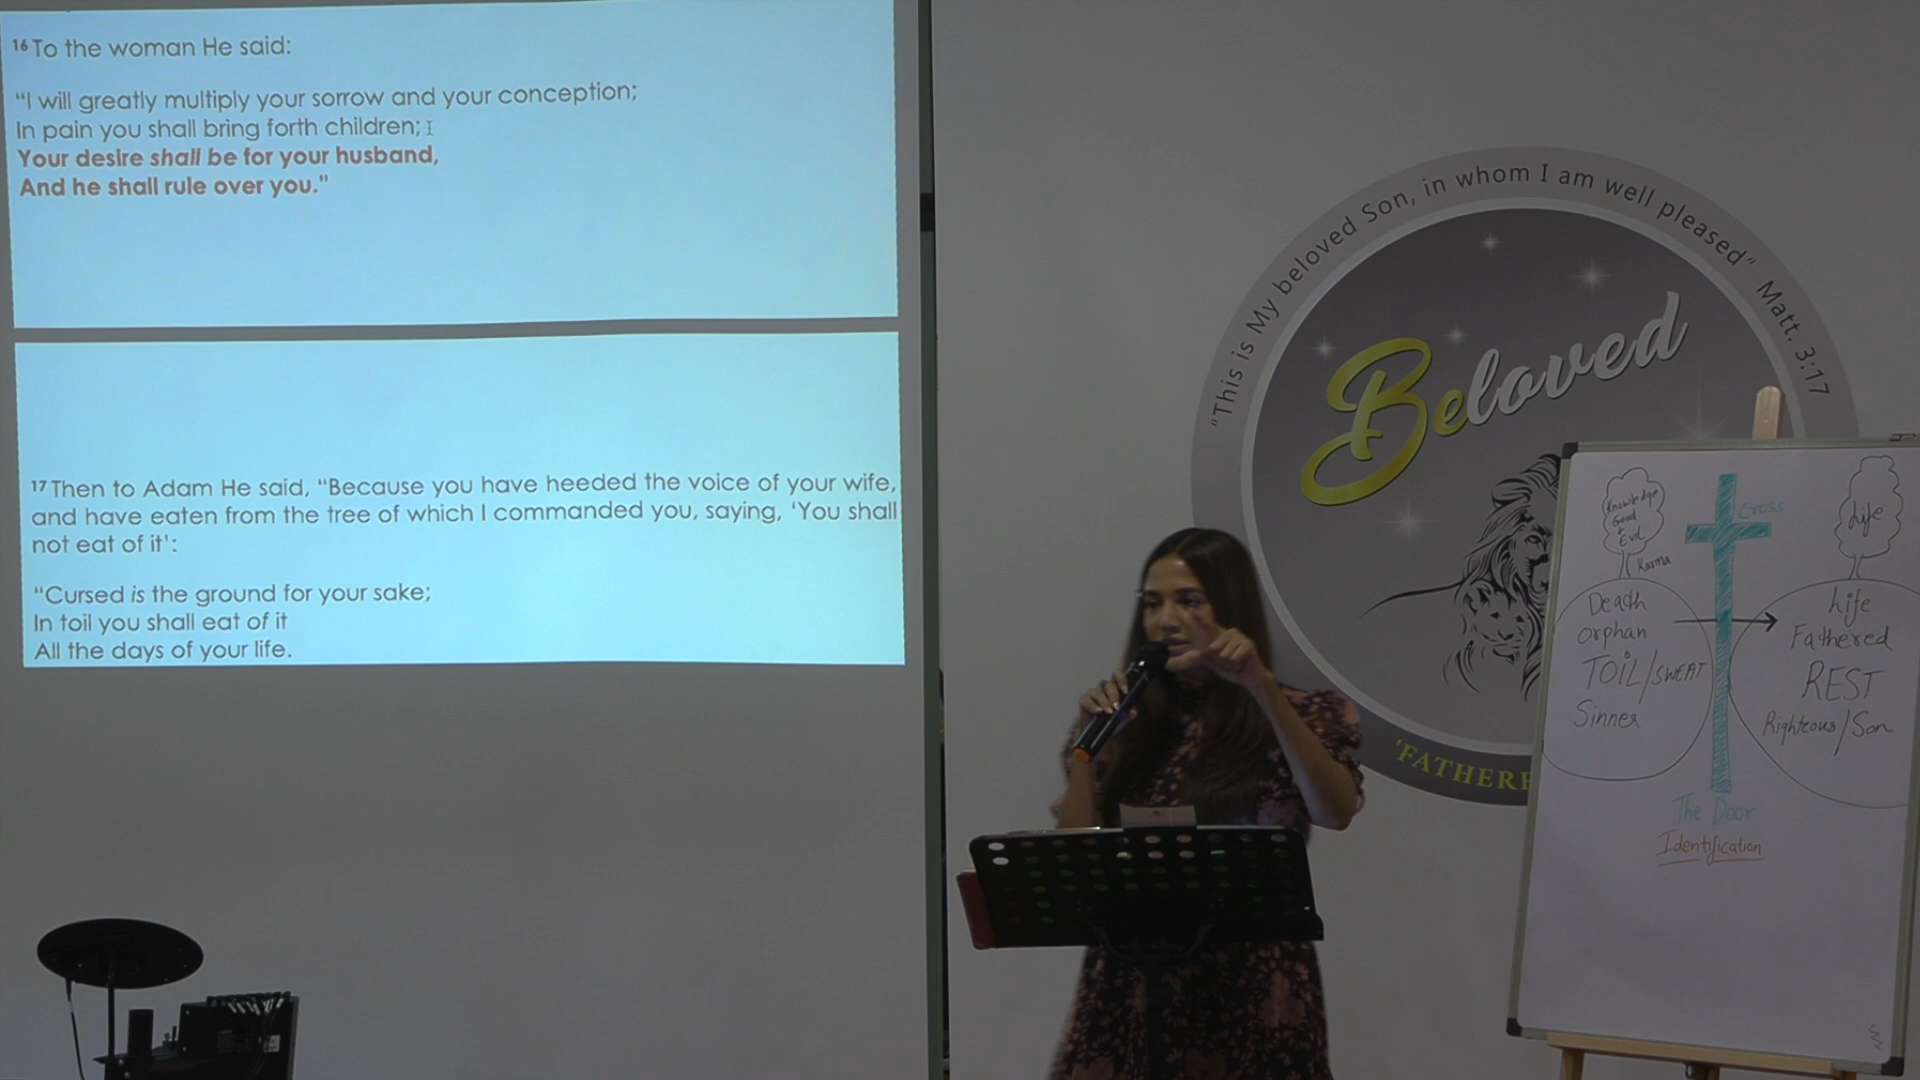 16 To the woman He said:
“I will greatly multiply your sorrow and your conception;
In pain you shall bring forth children;
Your desire shall be for your husband,
And he shall rule over you."
17 Then to Adam He said, “Because you have heeded the voice of your wife,
and have eaten from the tree of which I commanded you, saying, ‘You shall
not eat of it’:
“Cursed is the ground for your sake;
In toil you shall eat of it
All the days of your life.
"This is My beloved Son, in whom I am well pleased" Matt. 3:17
Beloved
'FATHERE
Knowledge
Good
+
Evil
Karma
Death
Orphan
TOIL/SWEAT
Sinner
Cross
Life
Life
Fathered
REST
Righteous/Son
The Door
Identification